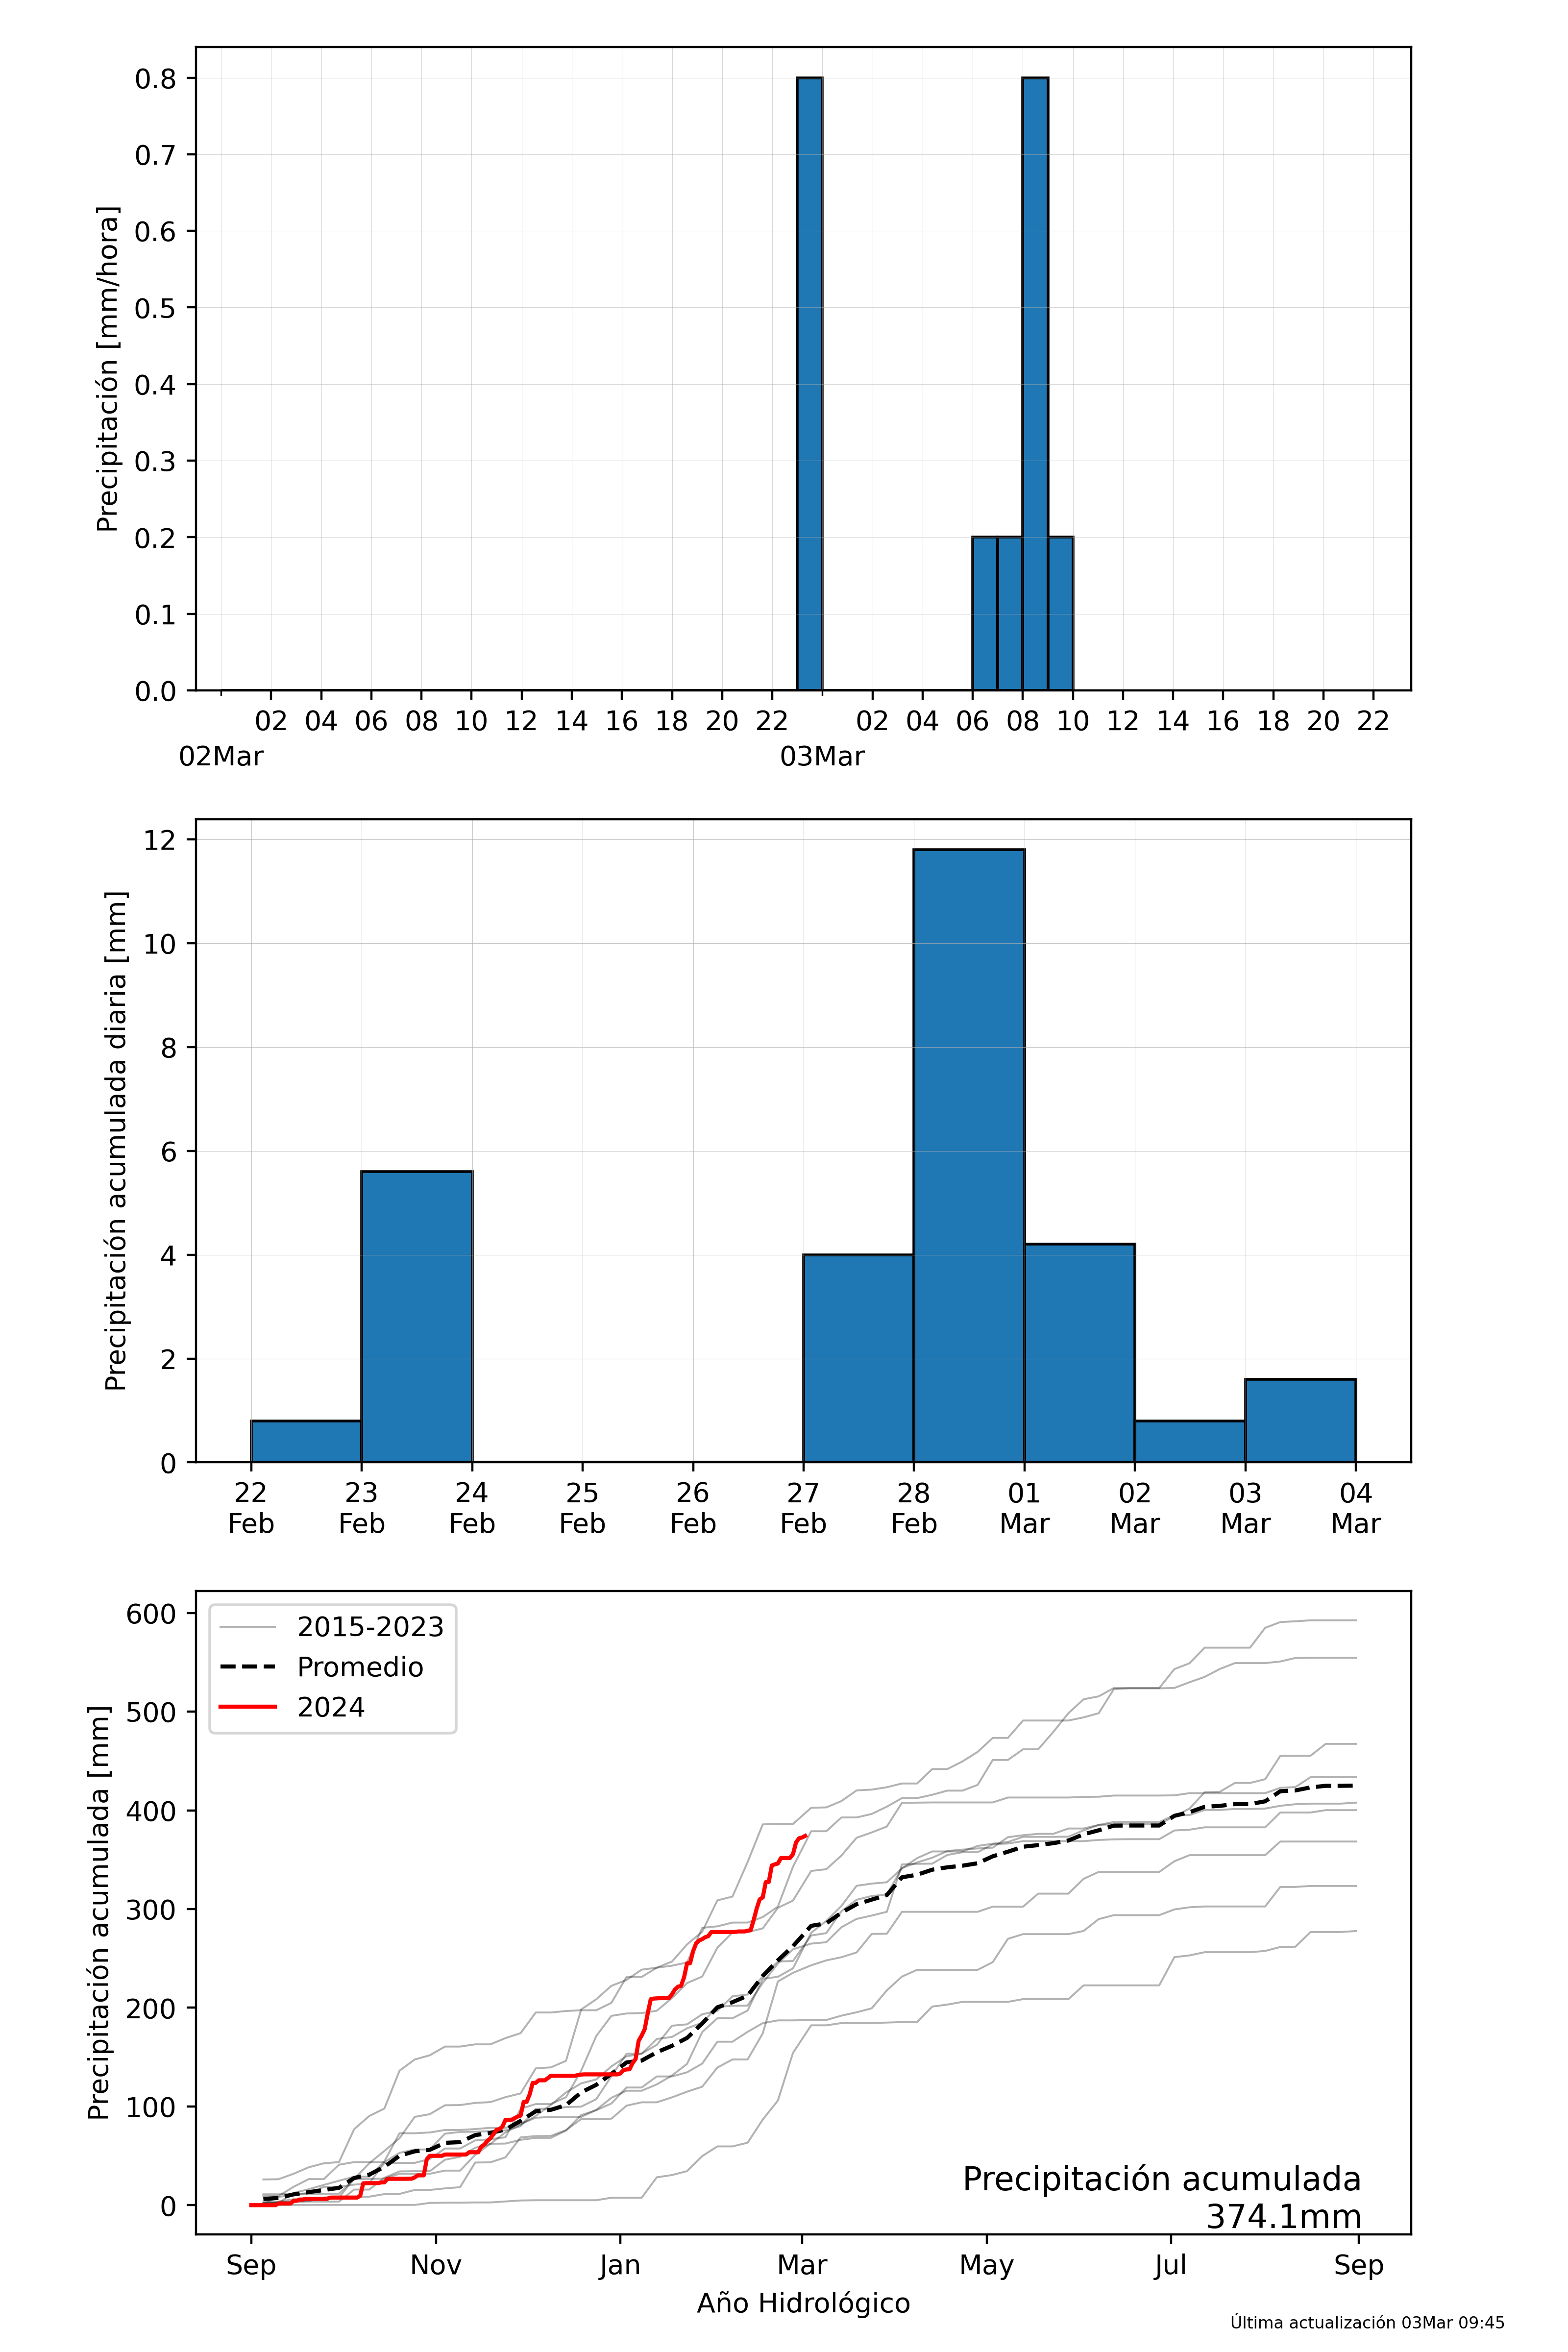 Precipitación [mm/hora]
0.8
0.7
0.6
0.5
0.4
0.3
0.2
0.1
0.0
02 04 06 08 10 12 14 16 18 20 22 02 04 06 08 10 12 14 16 18 20 22
02Mar 03Mar
Precipitación acumulada diaria [mm]
12
10
8
6
4
2
0
22 23 24 25 26 27 28 01 02 03 04
Feb Feb Feb Feb Feb Feb Feb Mar Mar Mar Mar
Precipitación acumulada [mm]
600
500
400
300
200
100
0
2015-2023
Promedio
2024
Precipitación acumulada
374.1mm
Sep Nov Jan Mar May Jul Sep
Año Hidrológico
Última actualización 03Mar 09:45